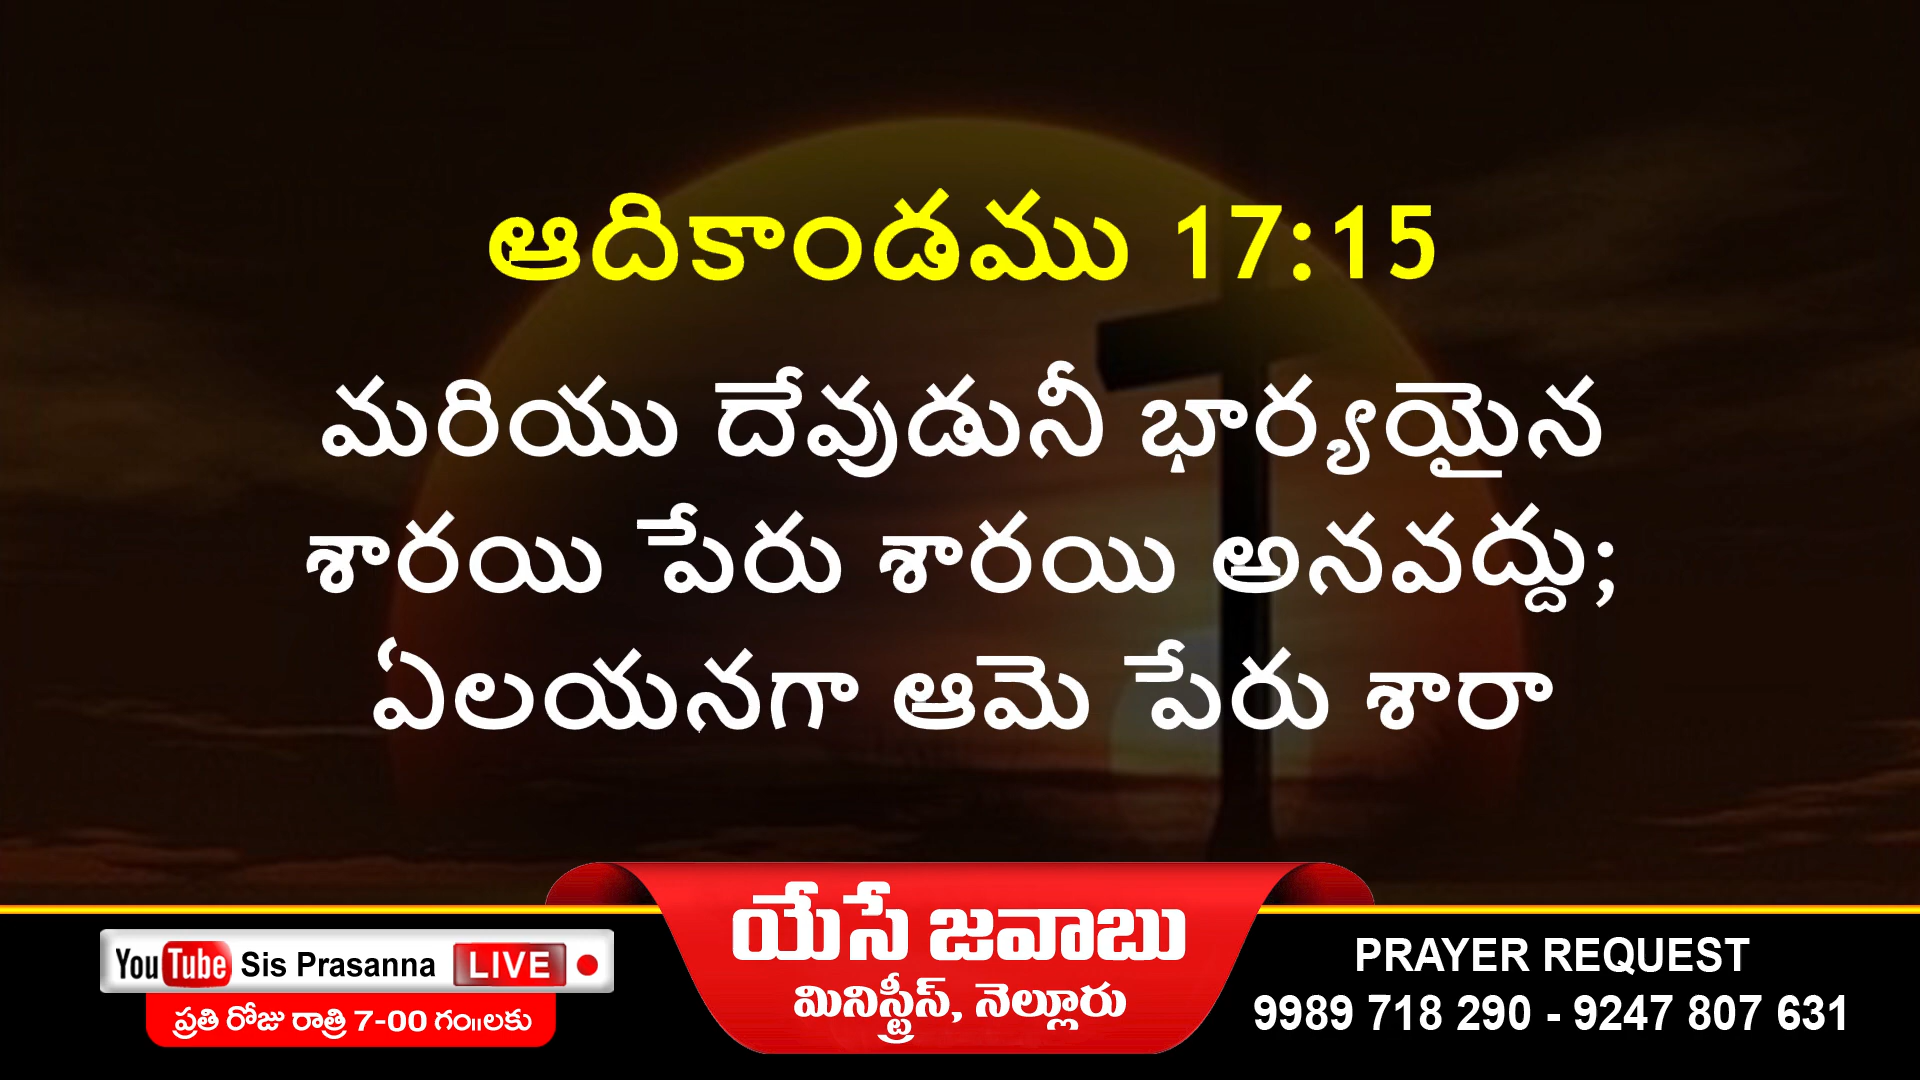 ఆదికాండము 17:15
మరియు దేవుడునీ భార్యయైన
శారయి పేరు శారయి అనవద్దు;
ఏలయనగా ఆమె పేరు శారా
యేసే జవాబు
మినిస్ట్రీస్, నెల్లూరు
YouTube Sis Prasanna LIVE
ప్రతి రోజు రాత్రి 7-00 గం॥లకు
PRAYER REQUEST
9989 718 290 - 9247 807 631